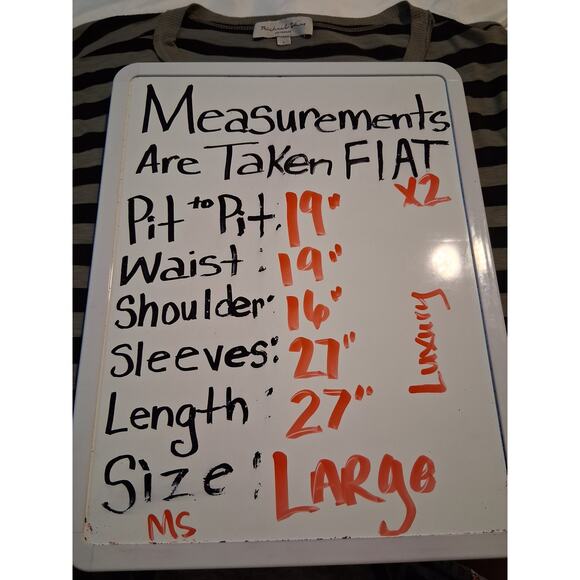 Measurements
Are Taken FlAT
X2
Pit to Pit: 19"
Waist: 19"
Shoulder: 16"
Sleeves: 27"
Length: 27"
Luxury
Size: LARge
MS